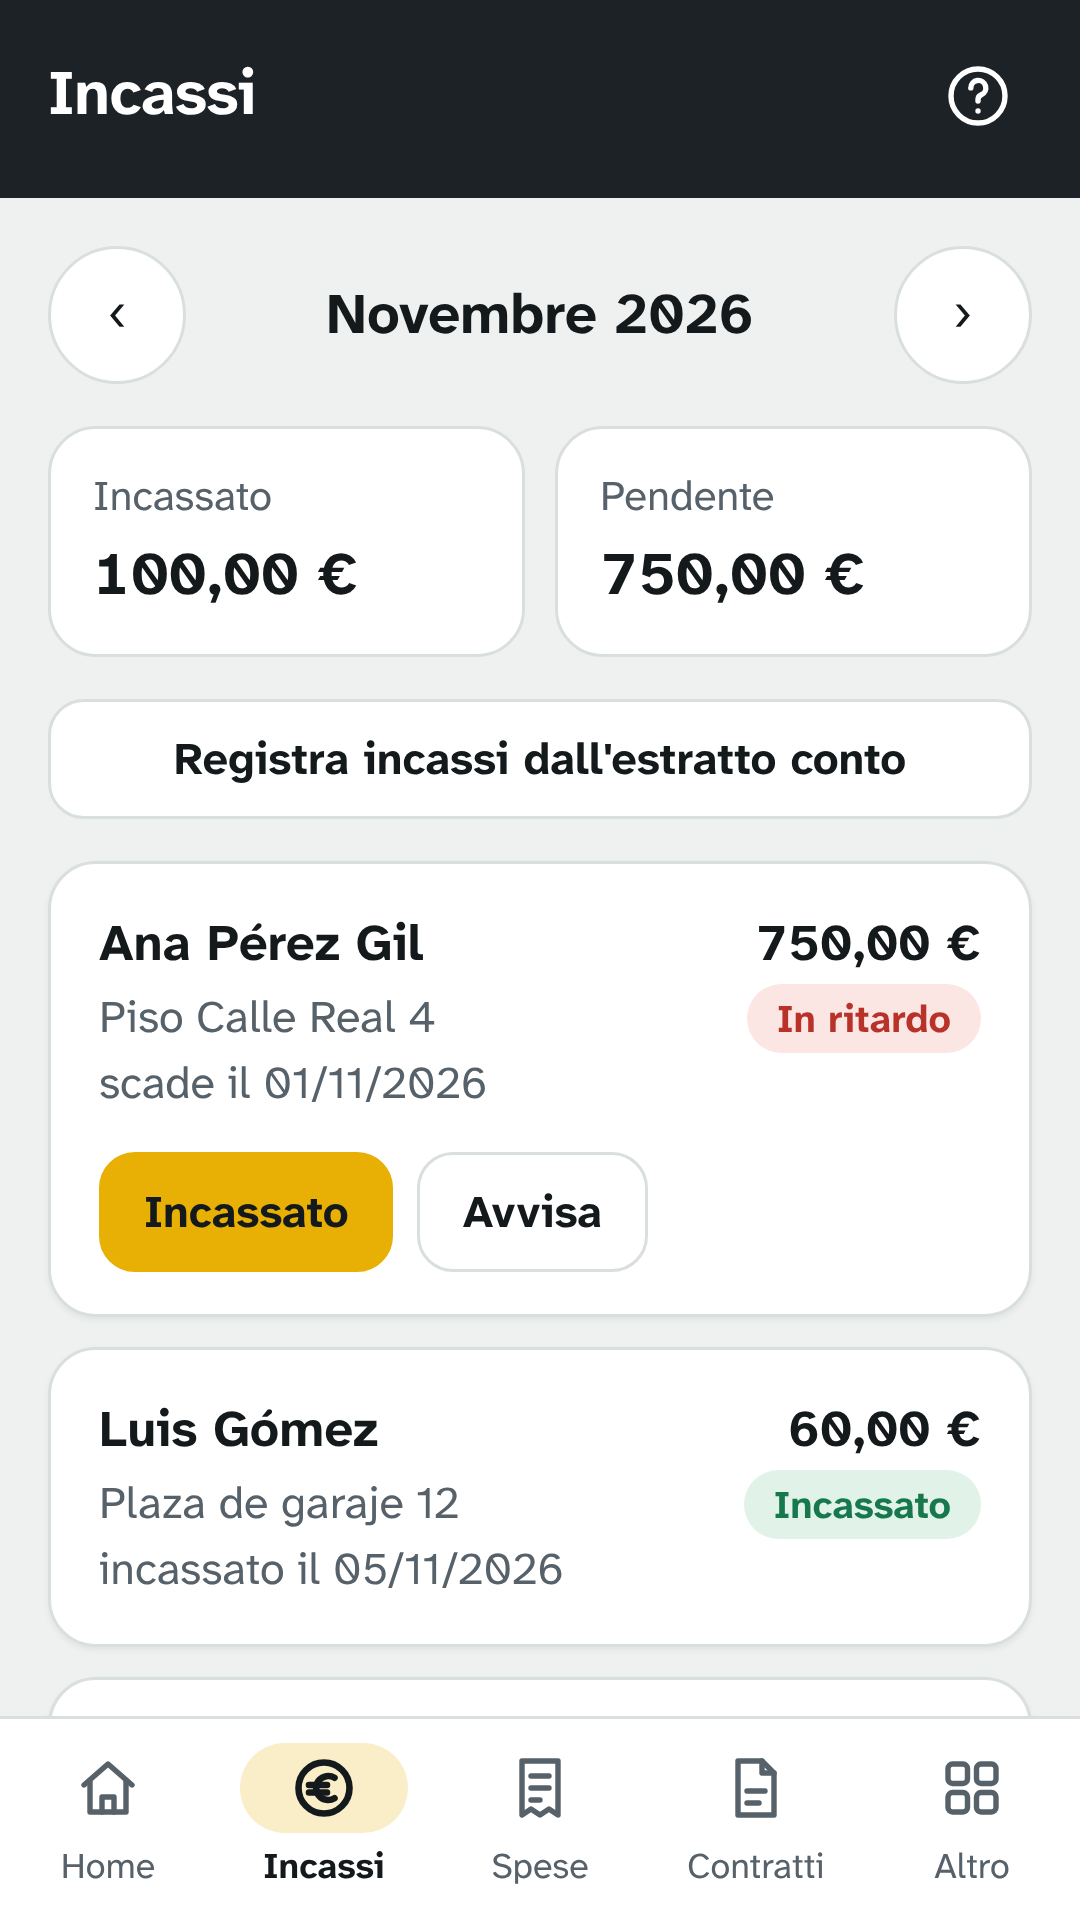 Incassi
Novembre 2026
Incassato
100,00 €
Pendente
750,00 €
Registra incassi dall'estratto conto
Ana Pérez Gil
750,00 €
Piso Calle Real 4
In ritardo
scade il 01/11/2026
Incassato
Avvisa
Luis Gómez
60,00 €
Plaza de garaje 12
Incassato
incassato il 05/11/2026
Home
Incassi
Spese
Contratti
Altro